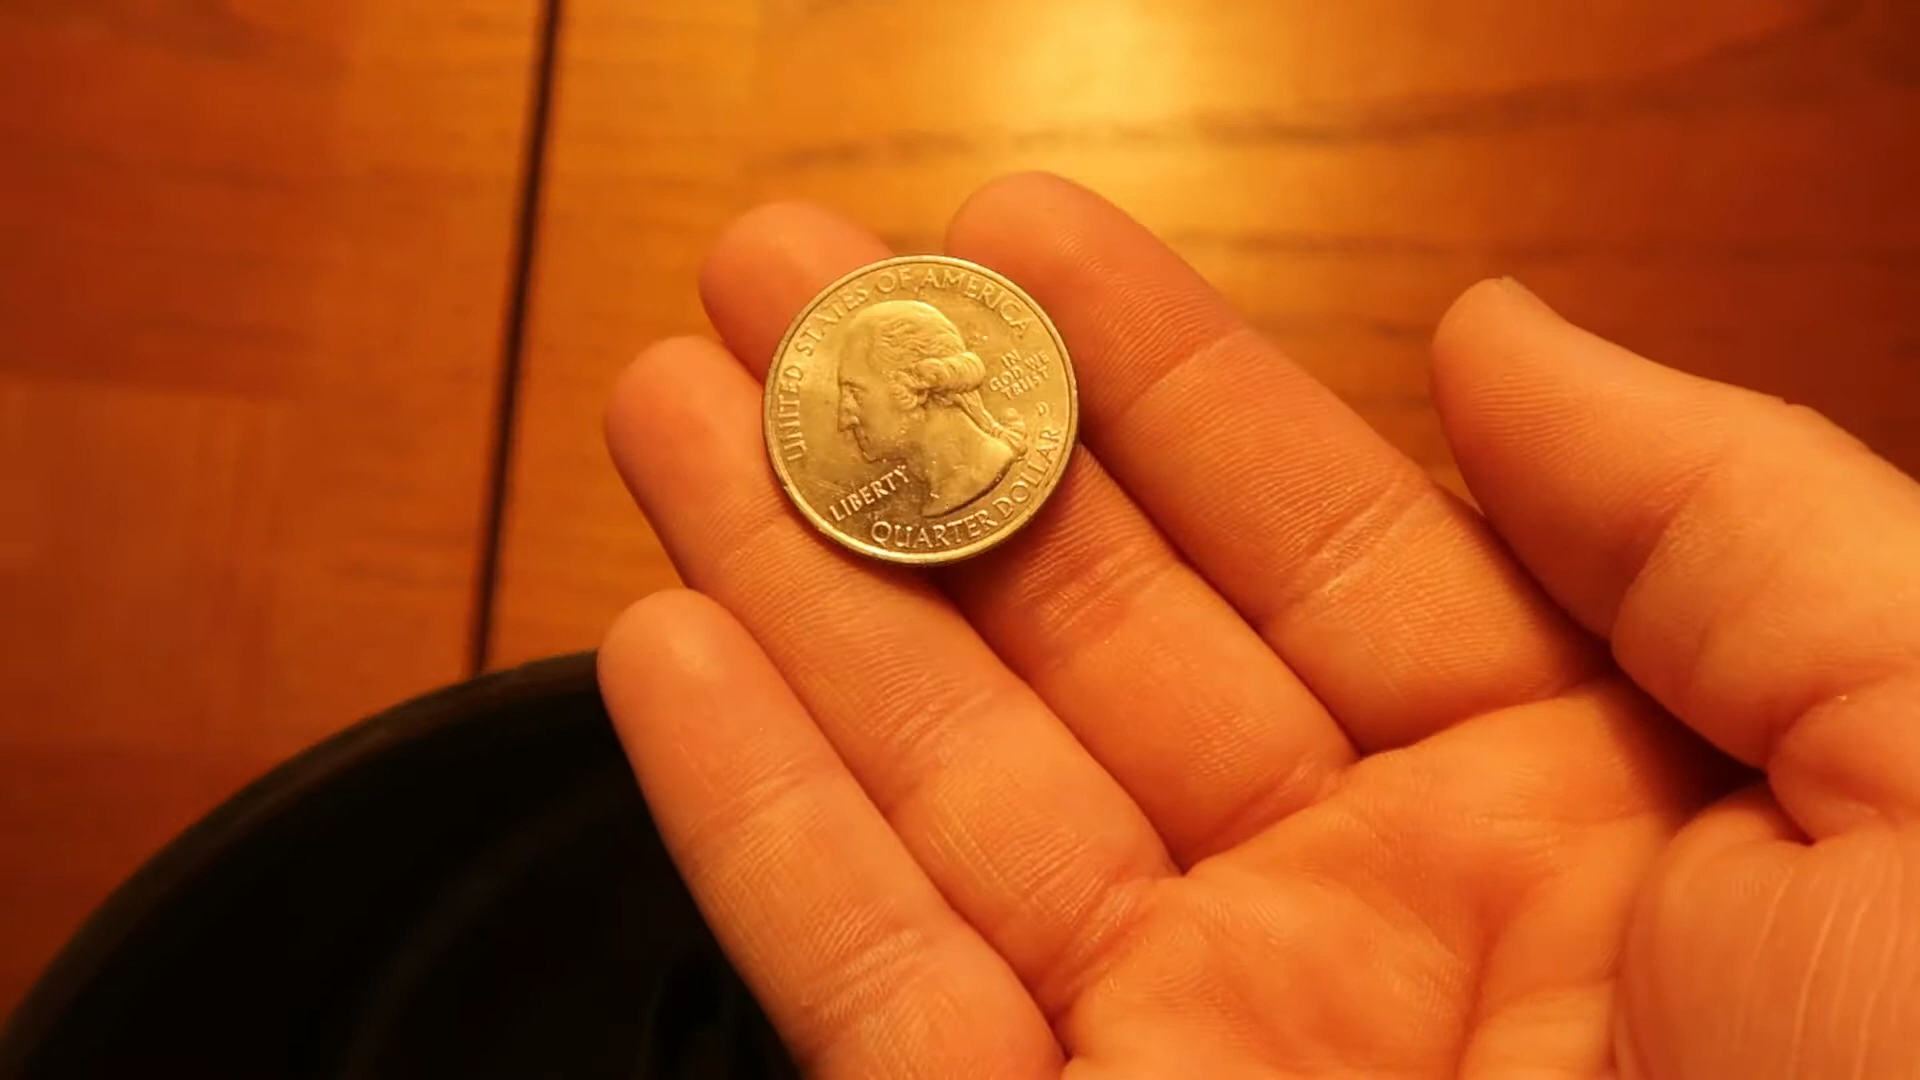 UNITED STATES OF AMERICA
IN
GOD WE
TRUST
D
LIBERTY
QUARTER DOLLAR